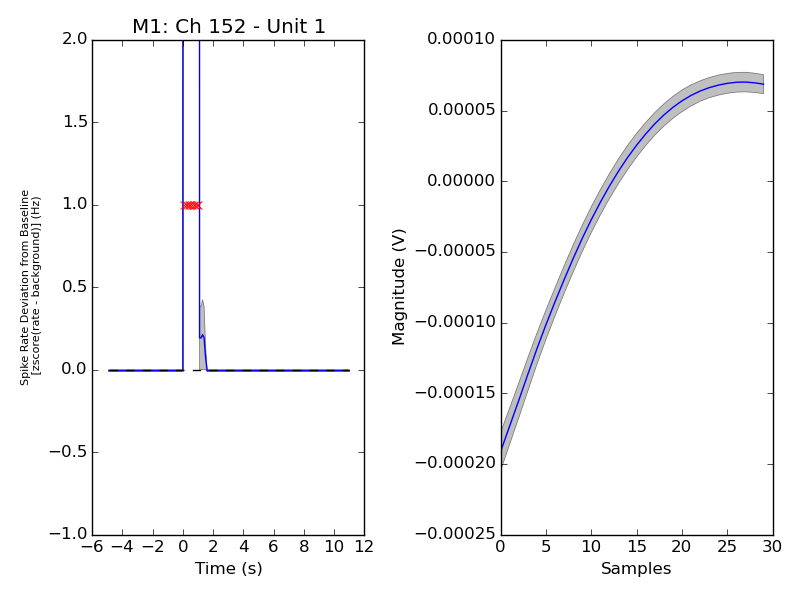 M1: Ch 152 - Unit 1
2.0
1.5
1.0
0.5
0.0
−0.5
−1.0
−6 −4 −2 0 2 4 6 8 10 12
Time (s)
Spike Rate Deviation from Baseline
[zscore(rate - background)] (Hz)
0.00010
0.00005
0.00000
−0.00005
−0.00010
−0.00015
−0.00020
−0.00025
0 5 10 15 20 25 30
Samples
Magnitude (V)